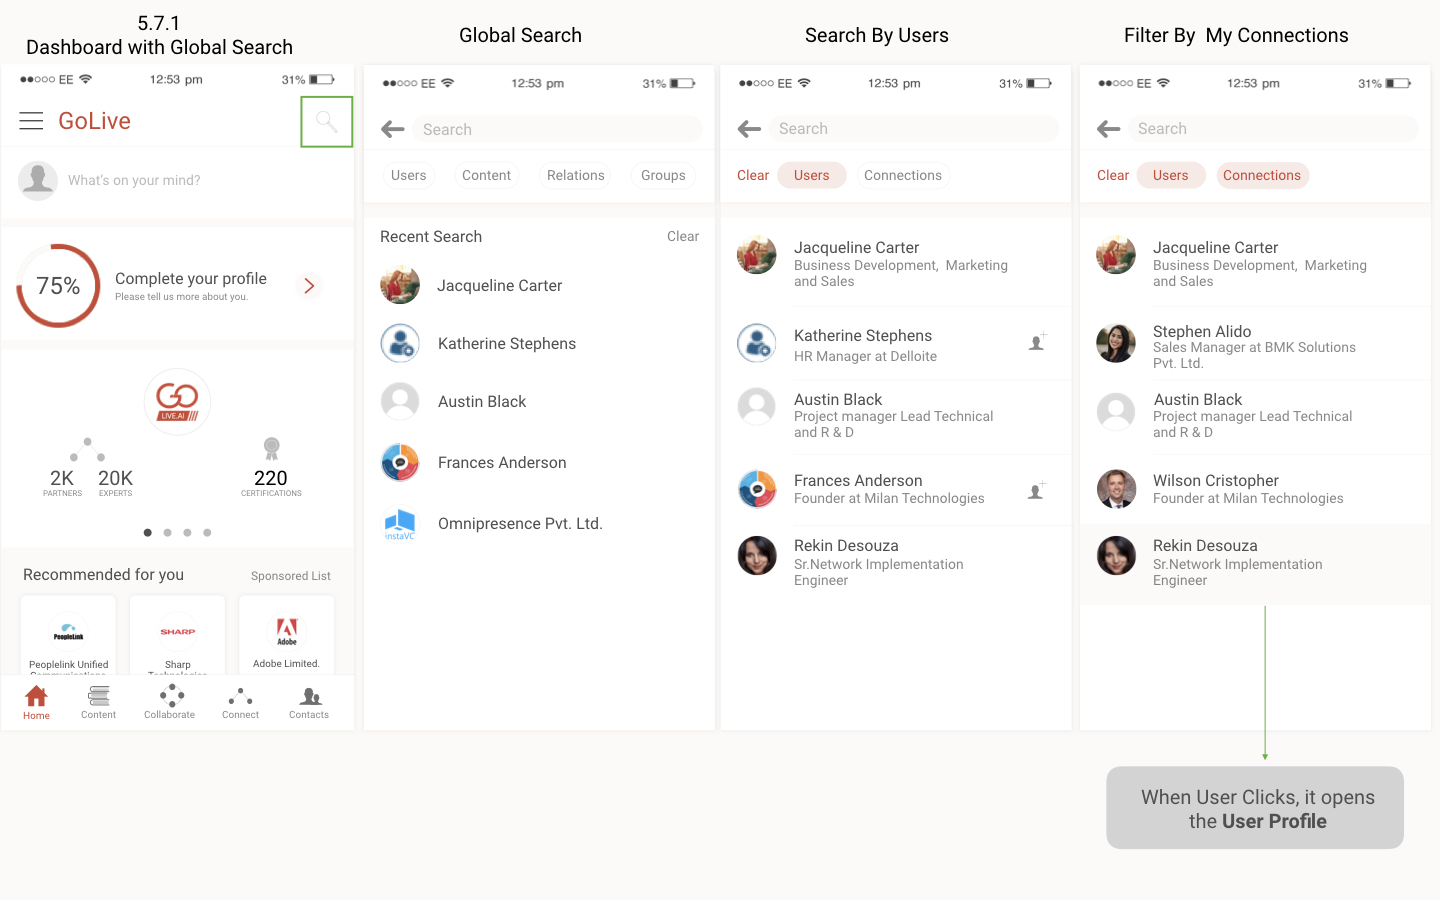 5.7.1
Dashboard with Global Search
EE 12:53 pm 31%
GoLive
What's on your mind?
75%
Complete your profile
Please tell us more about you.
GO
LIVE.AI
2K 20K 220
PARTNERS EXPERTS CERTIFICATIONS
Recommended for you Sponsored List
PeopleLink SHARP Adobe
Peoplelink Unified Sharp Adobe Limited.
Communications Technologies
Home Content Collaborate Connect Contacts
Global Search
EE 12:53 pm 31%
Search
Users Content Relations Groups
Recent Search Clear
Jacqueline Carter
Katherine Stephens
Austin Black
Frances Anderson
instaVC
Omnipresence Pvt. Ltd.
Search By Users
EE 12:53 pm 31%
Search
Clear Users Connections
Jacqueline Carter
Business Development, Marketing
and Sales
Katherine Stephens
HR Manager at Delloite
Austin Black
Project manager Lead Technical
and R & D
Frances Anderson
Founder at Milan Technologies
Rekin Desouza
Sr.Network Implementation
Engineer
Filter By My Connections
EE 12:53 pm 31%
Search
Clear Users Connections
Jacqueline Carter
Business Development, Marketing
and Sales
Stephen Alido
Sales Manager at BMK Solutions
Pvt. Ltd.
Austin Black
Project manager Lead Technical
and R & D
Wilson Cristopher
Founder at Milan Technologies
Rekin Desouza
Sr.Network Implementation
Engineer
When User Clicks, it opens
the User Profile